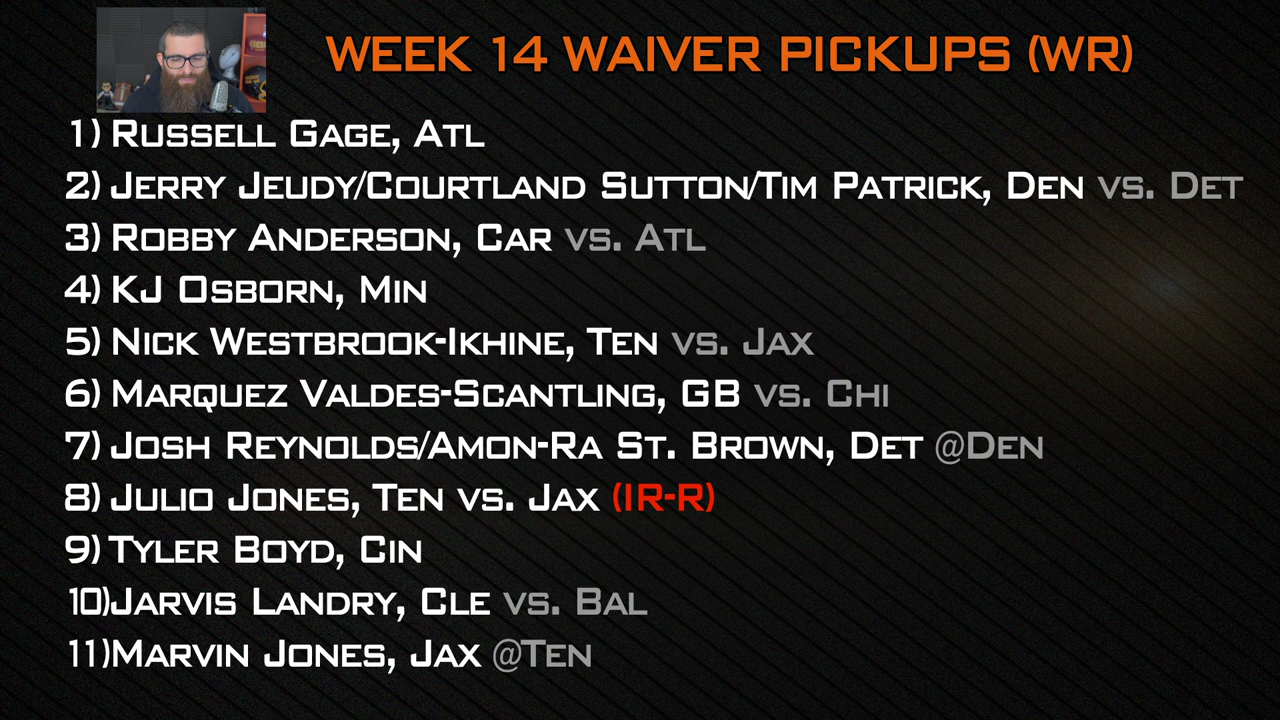 WEEK 14 WAIVER PICKUPS (WR)
1) RUSSELL GAGE, ATL
2) JERRY JEUDY/COURTLAND SUTTON/TIM PATRICK, DEN VS. DET
3) ROBBY ANDERSON, CAR VS. ATL
4) KJ OSBORN, MIN
5) NICK WESTBROOK-IKHINE, TEN VS. JAX
6) MARQUEZ VALDES-SCANTLING, GB VS. CHI
7) JOSH REYNOLDS/AMON-RA ST. BROWN, DET @DEN
8) JULIO JONES, TEN VS. JAX (IR-R)
9) TYLER BOYD, CIN
10)JARVIS LANDRY, CLE VS. BAL
11)MARVIN JONES, JAX @TEN